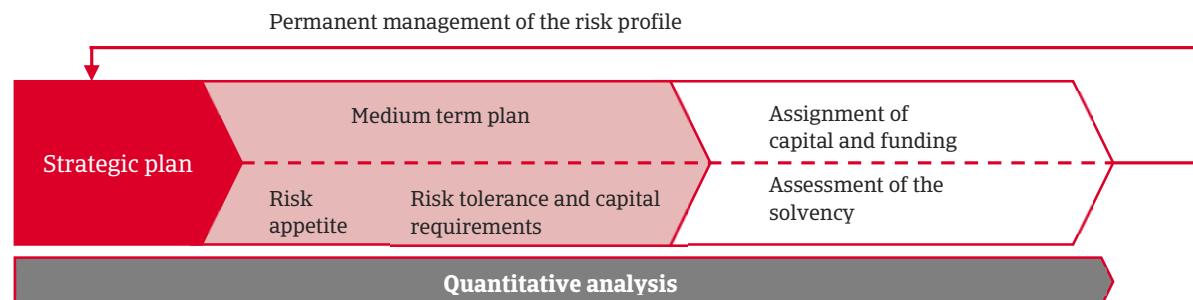 Permanent management of the risk profile
Strategic plan
Medium term plan
Risk
appetite
Risk tolerance and capital
requirements
Assignment of
capital and funding
Assessment of the
solvency
Quantitative analysis